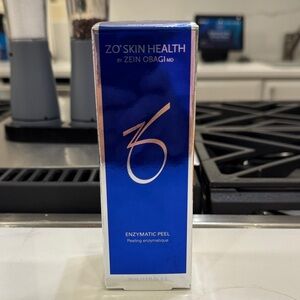 ZO® SKIN HEALTH
BY ZEIN OBAGI MD
ENZYMATIC PEEL
Peeling enzymatique